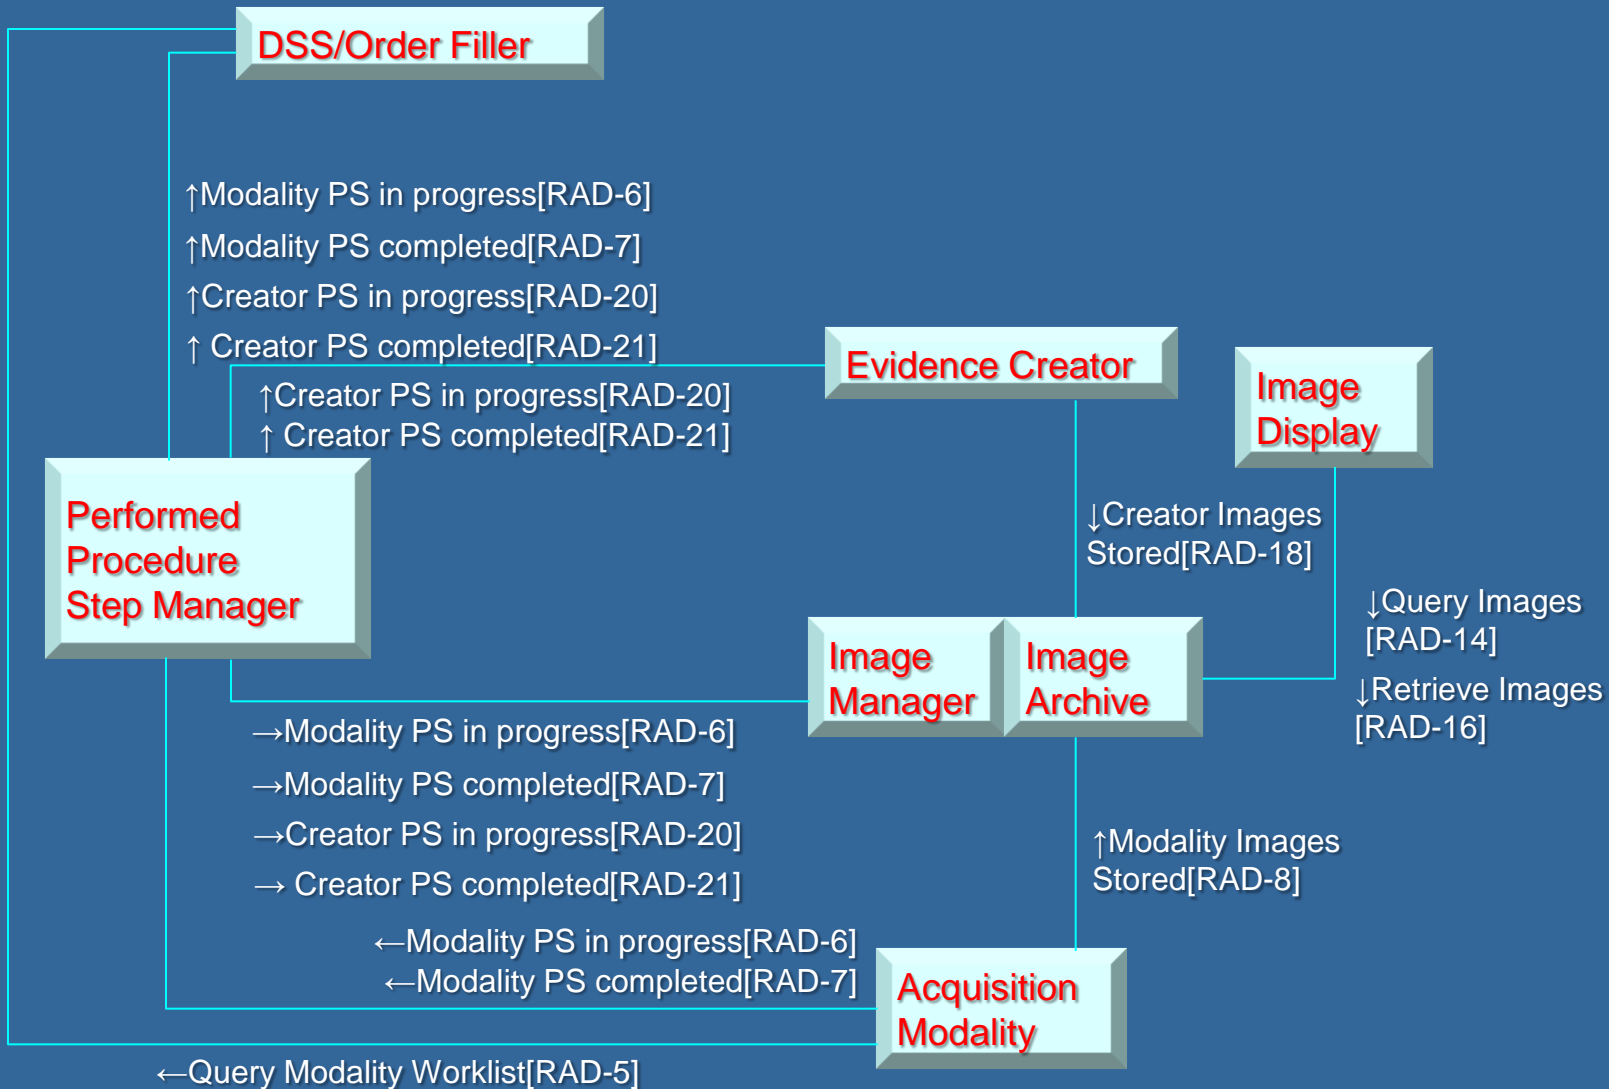 DSS/Order Filler
↑Modality PS in progress[RAD-6]
↑Modality PS completed[RAD-7]
↑Creator PS in progress[RAD-20]
↑ Creator PS completed[RAD-21]
Evidence Creator
↑Creator PS in progress[RAD-20]
↑ Creator PS completed[RAD-21]
Image
Display
Performed
Procedure
Step Manager
↓Creator Images
Stored[RAD-18]
↓Query Images
[RAD-14]
↓Retrieve Images
[RAD-16]
Image
Manager
Image
Archive
→Modality PS in progress[RAD-6]
→Modality PS completed[RAD-7]
→Creator PS in progress[RAD-20]
→ Creator PS completed[RAD-21]
↑Modality Images
Stored[RAD-8]
←Modality PS in progress[RAD-6]
←Modality PS completed[RAD-7]
Acquisition
Modality
←Query Modality Worklist[RAD-5]